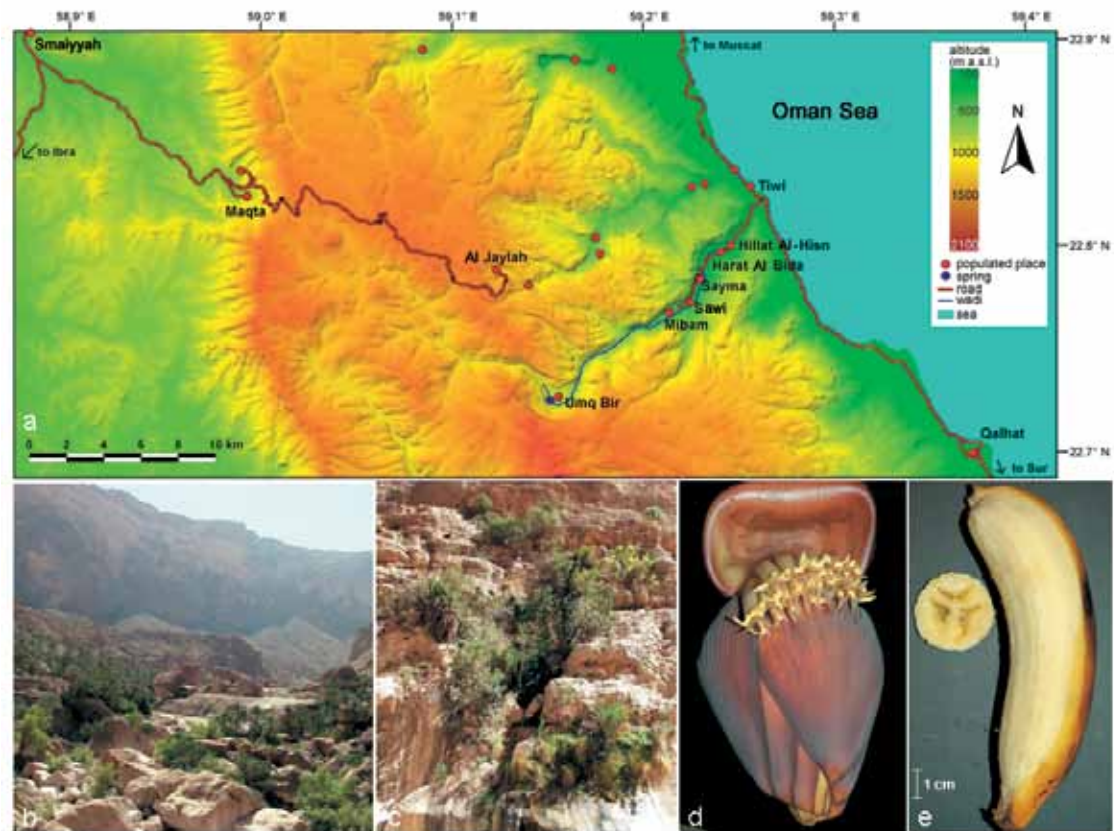 58.9° E
59.0° E
59.1° E
59.2° E
59.3° E
59.4° E
22.9° N
22.8° N
22.7° N
Smaiyyah
to Muscat
Oman Sea
altitude
(m a.s.l.)
500
1000
1500
2100
N
populated place
spring
road
wadi
sea
to Ibra
Maqta
Tiwi
Al Jaylah
Hillat Al-Hisn
Harat Al Bida
Sayma
Sawi
Mibam
Umq Bir
Qalhat
to Sur
a
0 2 4 6 8 10 km
b
c
d
e
1 cm